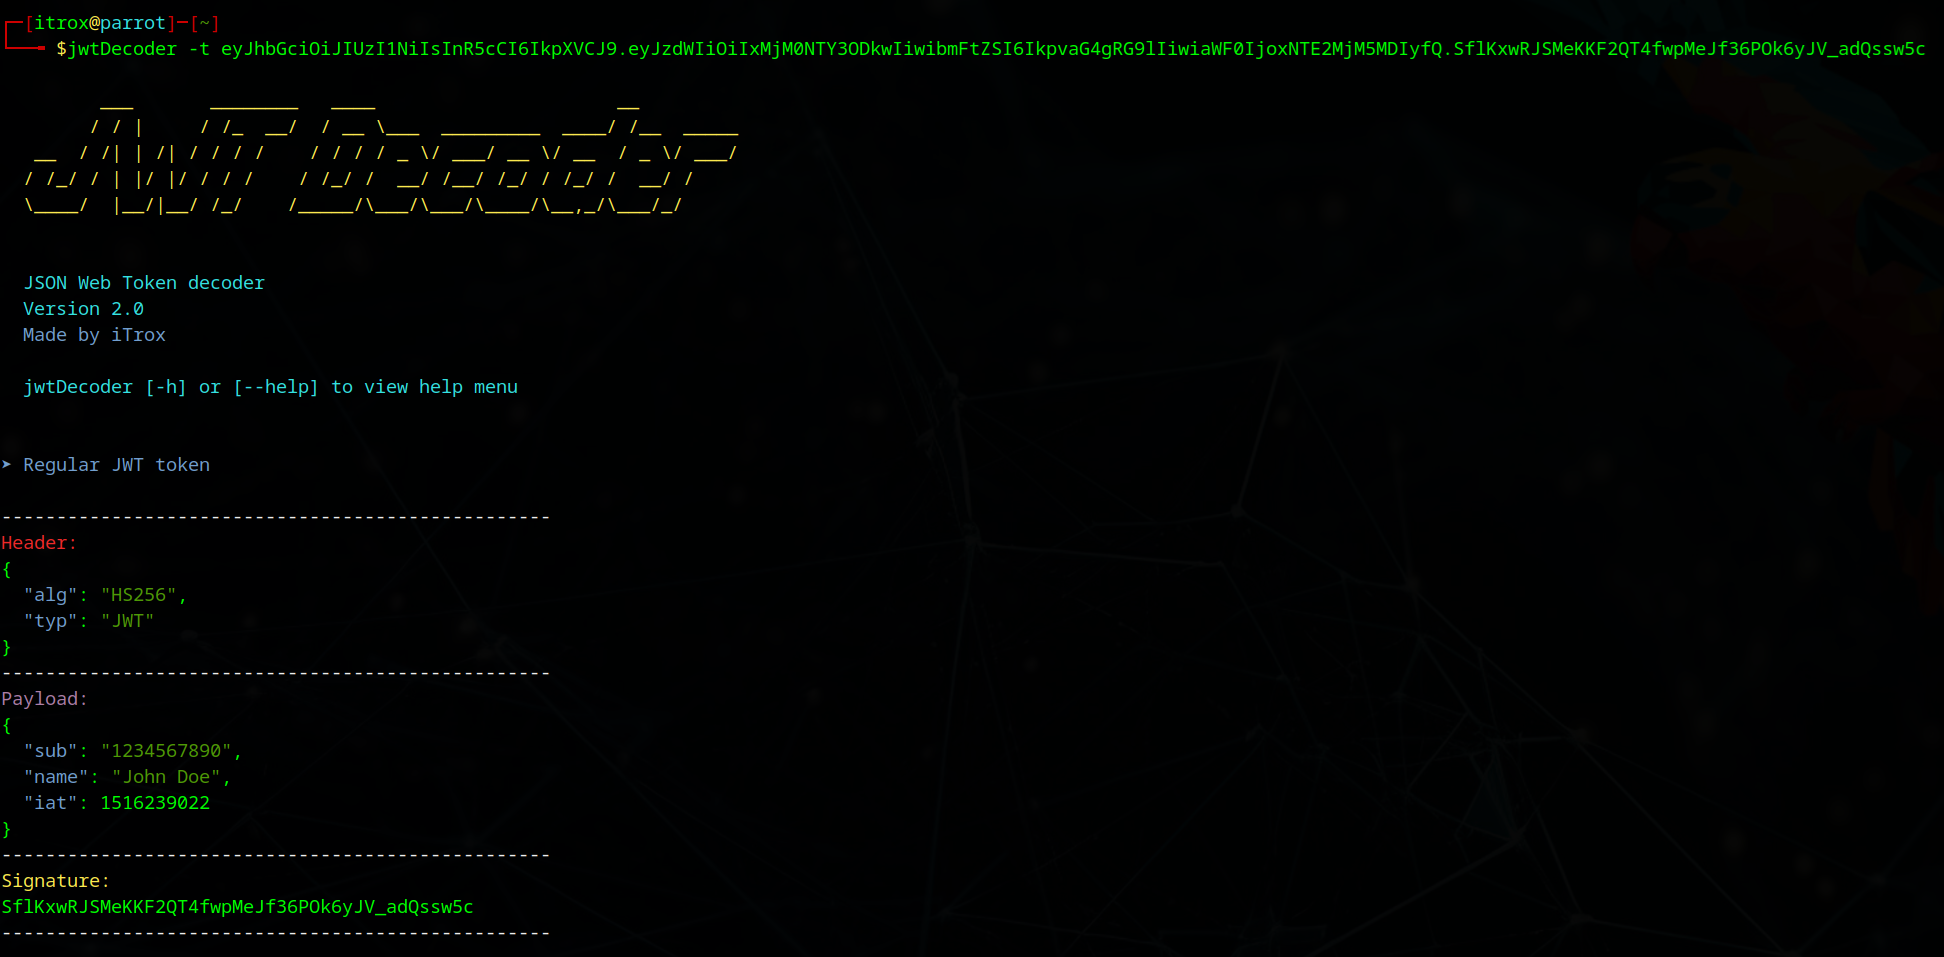 ┌─[itrox@parrot]─[~]
└──╼ $jwtDecoder -t eyJhbGciOiJIUzI1NiIsInR5cCI6IkpXVCJ9.eyJzdWIiOiIxMjM0NTY3ODkwIiwibmFtZSI6IkpvaG4gRG9lIiwiaWF0IjoxNTE2MjM5MDIyfQ.SflKxwRJSMeKKF2QT4fwpMeJf36POk6yJV_adQssw5c
JWT Decoder
JSON Web Token decoder
Version 2.0
Made by iTrox
jwtDecoder [-h] or [--help] to view help menu
➤ Regular JWT token
--------------------------------------------------
Header:
{
  "alg": "HS256",
  "typ": "JWT"
}
--------------------------------------------------
Payload:
{
  "sub": "1234567890",
  "name": "John Doe",
  "iat": 1516239022
}
--------------------------------------------------
Signature:
SflKxwRJSMeKKF2QT4fwpMeJf36POk6yJV_adQssw5c
--------------------------------------------------